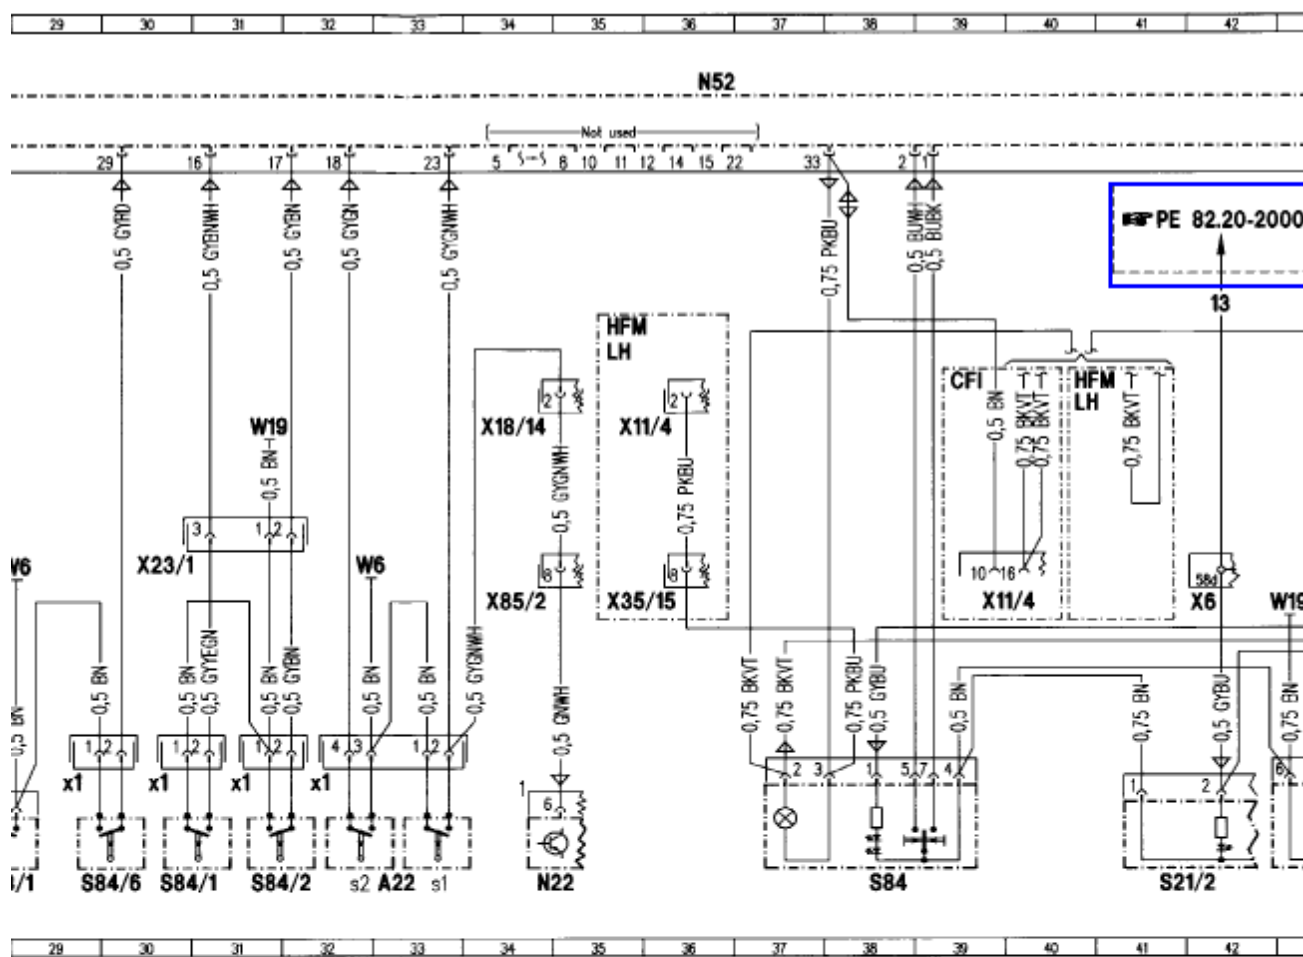 29 30 31 32 33 34 35 36 37 38 39 40 41 42
N52
Not used
29 16 17 18 23 5 8 10 11 12 14 15 22 33 2 1
0,5 GYRD
0,5 GYBNWH
0,5 GYBN
0,5 GYGN
0,5 GYGNWH
0,75 PKBU
0,5 BUWH
0,5 BUBK
PE 82.20-2000
13
HFM
LH
CFI
HFM
LH
2 2
X18/14 X11/4
W19
0,5 BN
0,5 GYGNWH
0,75 PKBU
0,5 BN
0,75 BKVT
0,75 BKVT
0,75 BKVT
3 1 2
X23/1
W6
W6
8 8
X85/2 X35/15
10 16
X11/4
58d
X6
W19
0,5 BN
0,5 BN
0,5 BN
0,5 GYYEGN
0,5 BN
0,5 GYBN
0,5 BN
0,5 BN
0,5 GYGNWH
0,5 GNWH
0,75 BKVT
0,75 BKVT
0,75 PKBU
0,5 GYBU
0,5 BN
0,75 BN
0,5 GYBU
0,75 BN
1 2 1 2 1 2 4 3 1 2
x1 x1 x1 x1
1
6
2 3 1 5 7 4
1 2
6
/1 S84/6 S84/1 S84/2 s2 A22 s1 N22 S84 S21/2
29 30 31 32 33 34 35 36 37 38 39 40 41 42